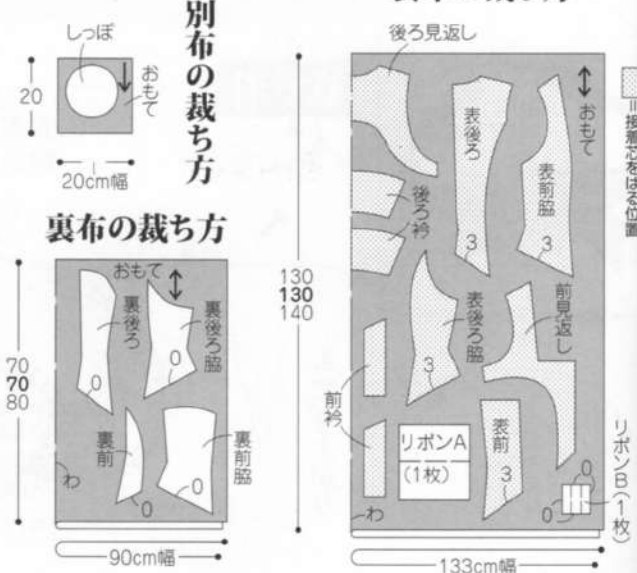 別布の裁ち方
しっぽ
おもて
20
20cm幅
裏布の裁ち方
おもて
裏後ろ
0
裏後ろ脇
0
裏前
0
裏前脇
0
わ
70
70
80
90cm幅
後ろ見返し
おもて
表後ろ
3
表前脇
3
後ろ衿
表後ろ脇
3
前見返し
前衿
リボンA
(1枚)
表前
3
リボンB(1枚)
0
0
0
わ
130
130
140
133cm幅
=接着芯をはる位置